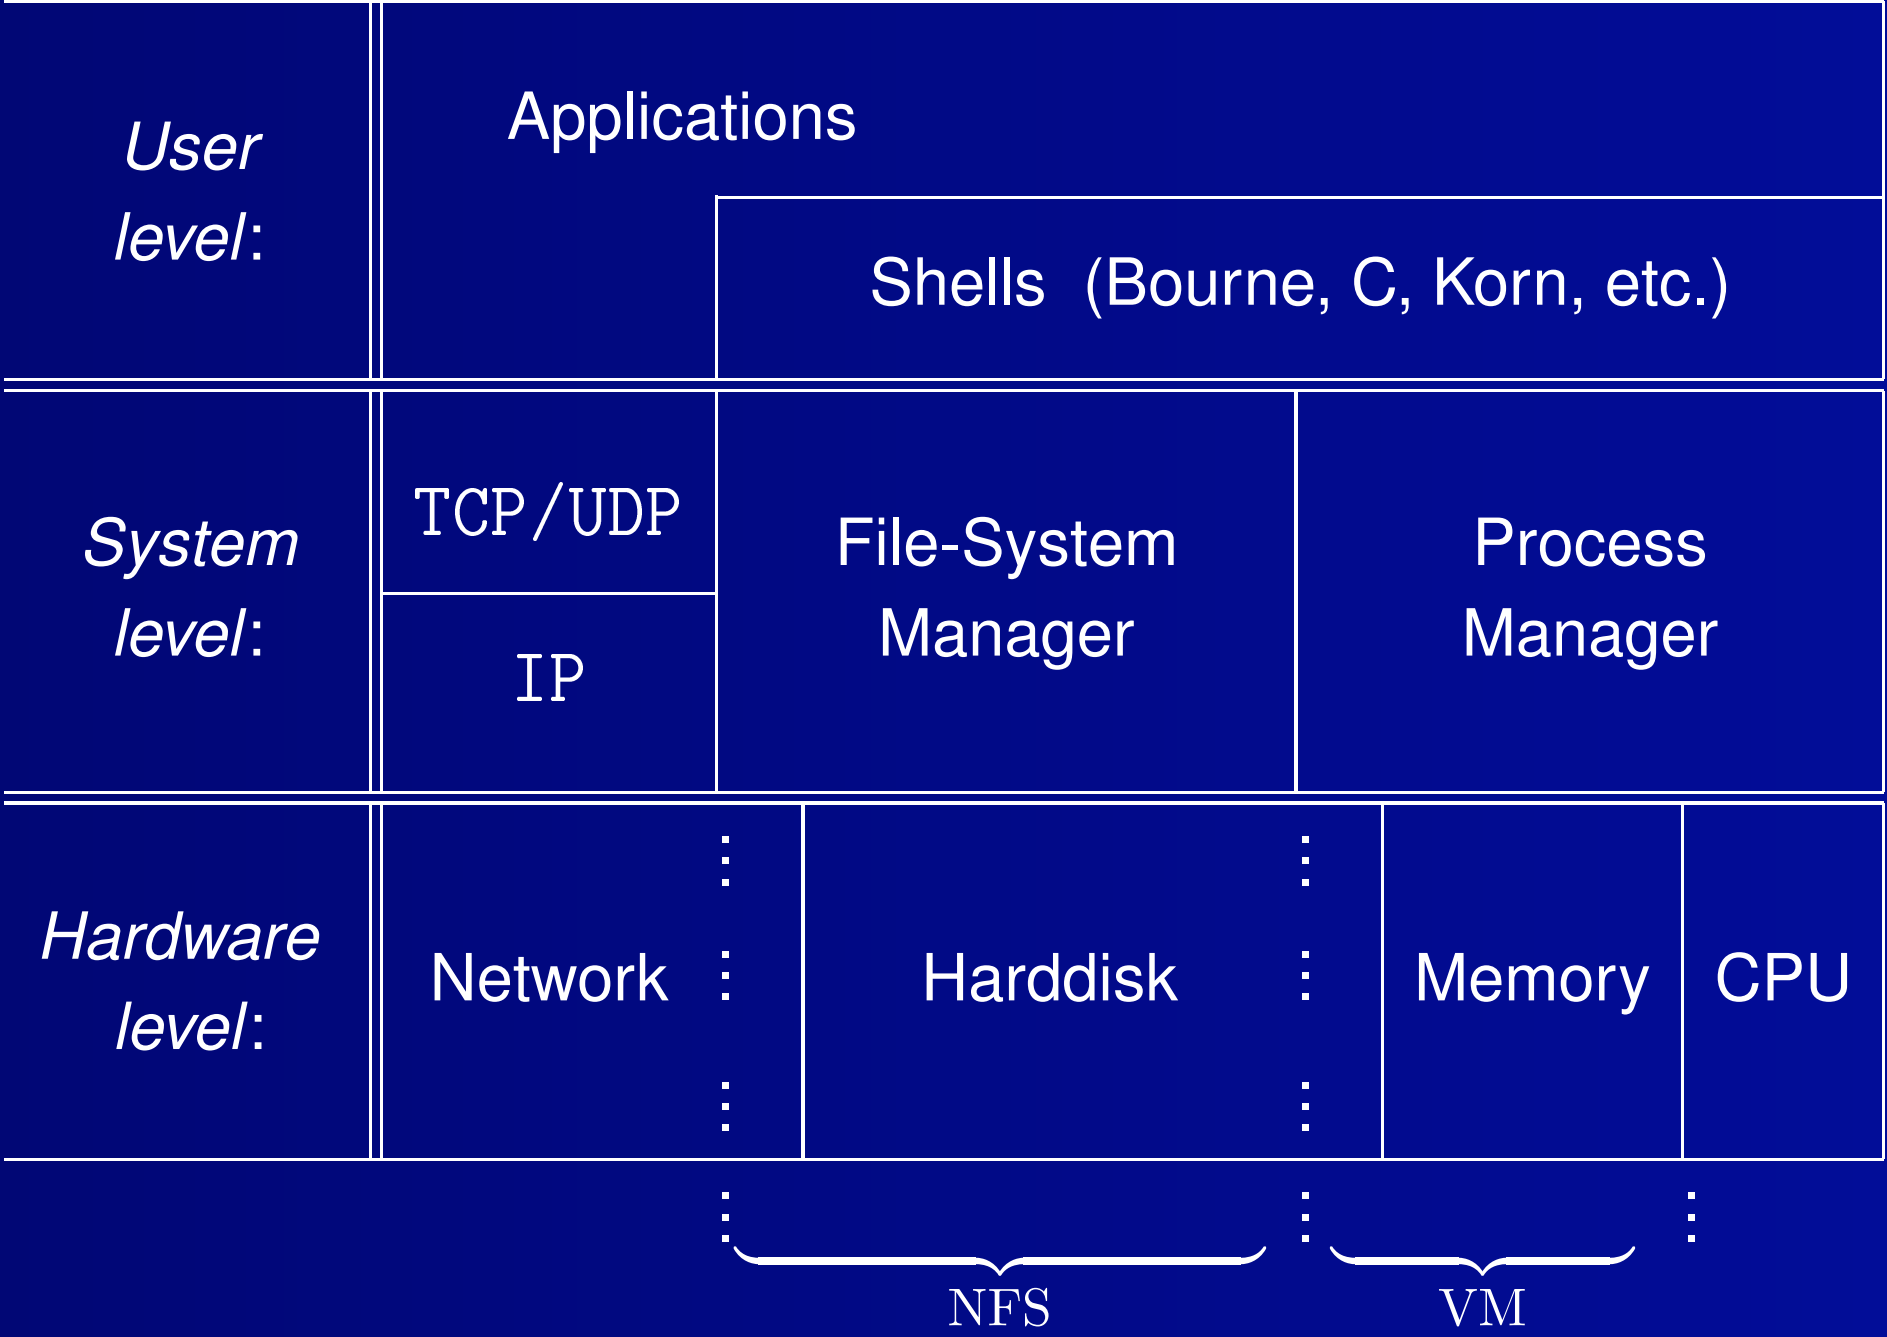 User
level:
Applications
Shells (Bourne, C, Korn, etc.)
System
level:
TCP/UDP
IP
File-System
Manager
Process
Manager
Hardware
level:
Network
Harddisk
Memory
CPU
NFS
VM